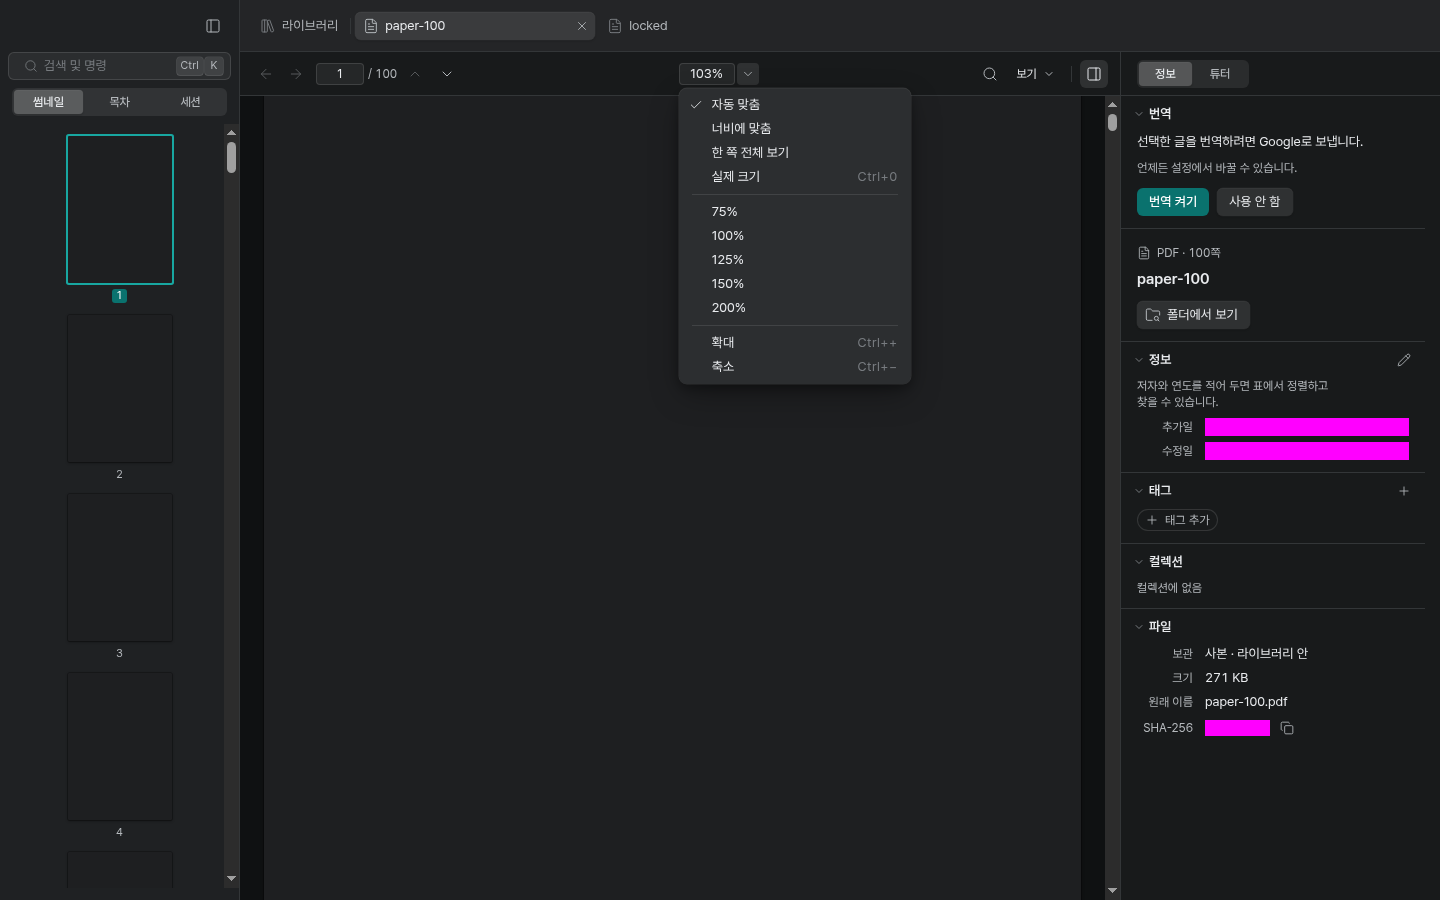 라이브러리
paper-100
locked
검색 및 명령
Ctrl K
썸네일
목차
세션
1 / 100
103%
보기
정보
튜터
1
2
3
4
자동 맞춤
너비에 맞춤
한 쪽 전체 보기
실제 크기 Ctrl+0
75%
100%
125%
150%
200%
확대 Ctrl++
축소 Ctrl+−
번역
선택한 글을 번역하려면 Google로 보냅니다.
언제든 설정에서 바꿀 수 있습니다.
번역 켜기
사용 안 함
PDF · 100쪽
paper-100
폴더에서 보기
정보
저자와 연도를 적어 두면 표에서 정렬하고
찾을 수 있습니다.
추가일
수정일
태그
태그 추가
컬렉션
컬렉션에 없음
파일
보관 사본 · 라이브러리 안
크기 271 KB
원래 이름 paper-100.pdf
SHA-256